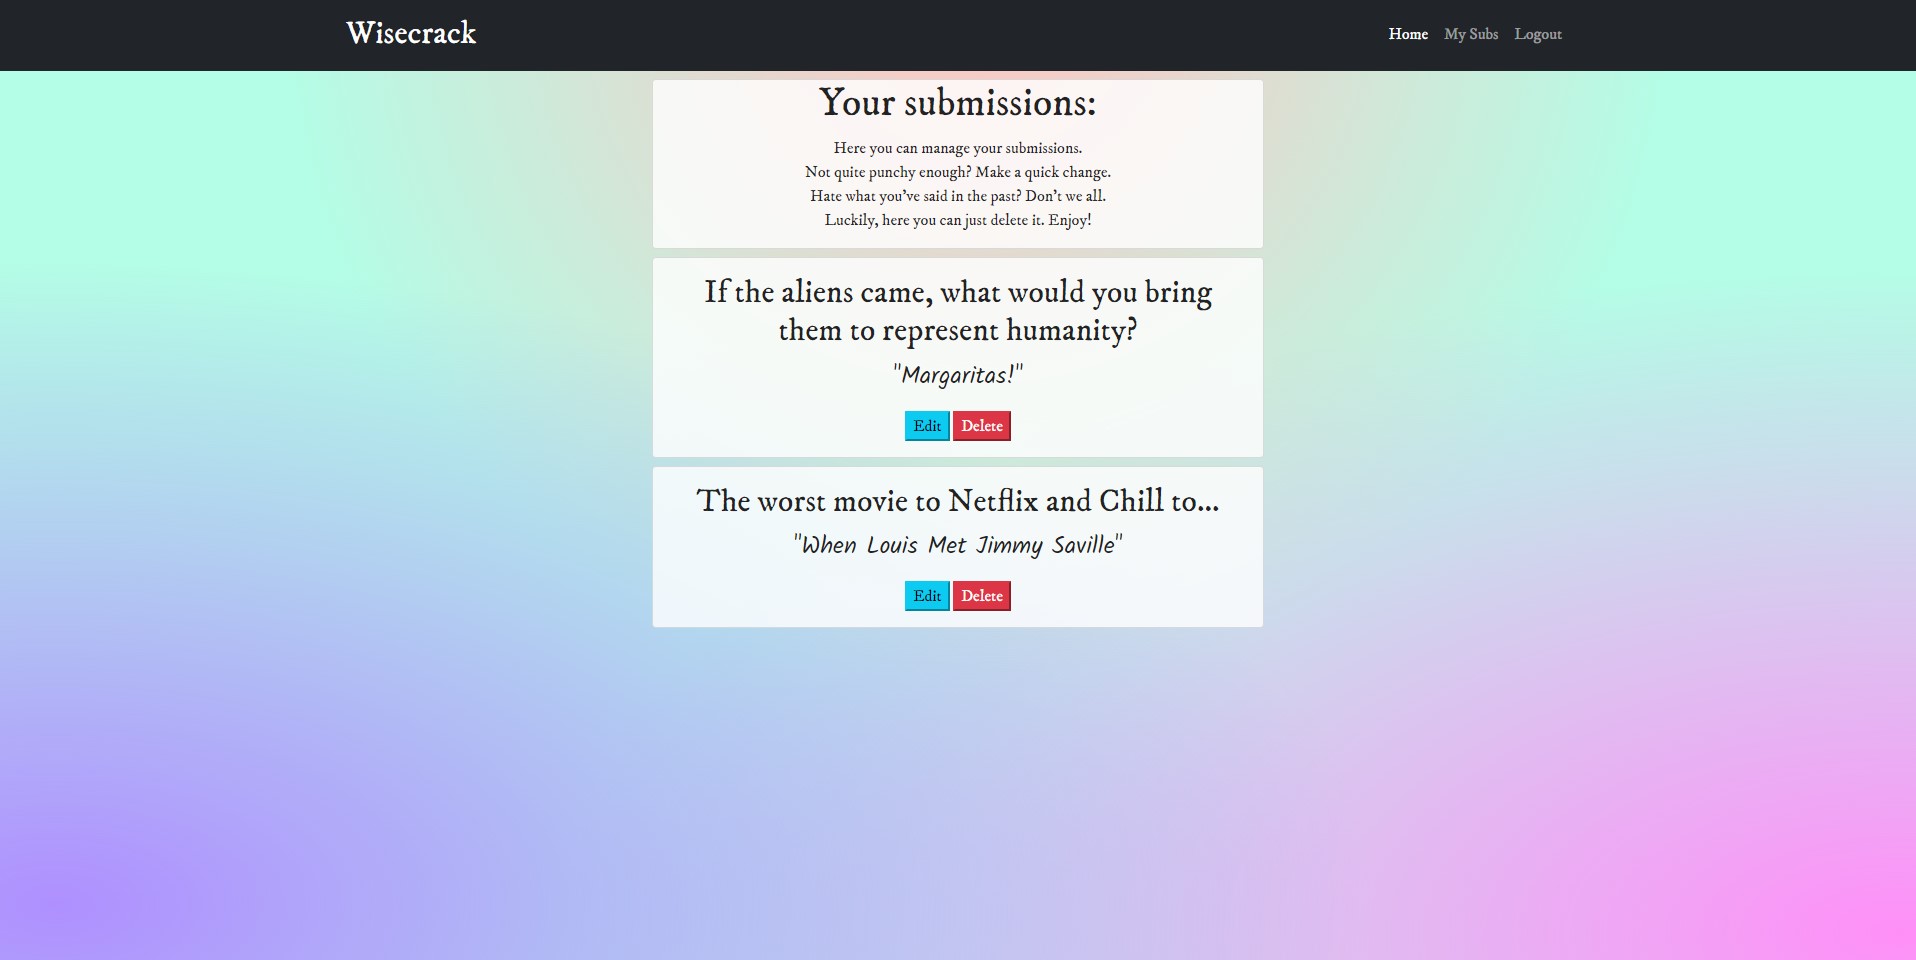 Wisecrack
Home My Subs Logout
Your submissions:
Here you can manage your submissions.
Not quite punchy enough? Make a quick change.
Hate what you've said in the past? Don't we all.
Luckily, here you can just delete it. Enjoy!
If the aliens came, what would you bring
them to represent humanity?
"Margaritas!"
Edit Delete
The worst movie to Netflix and Chill to...
"When Louis Met Jimmy Saville"
Edit Delete